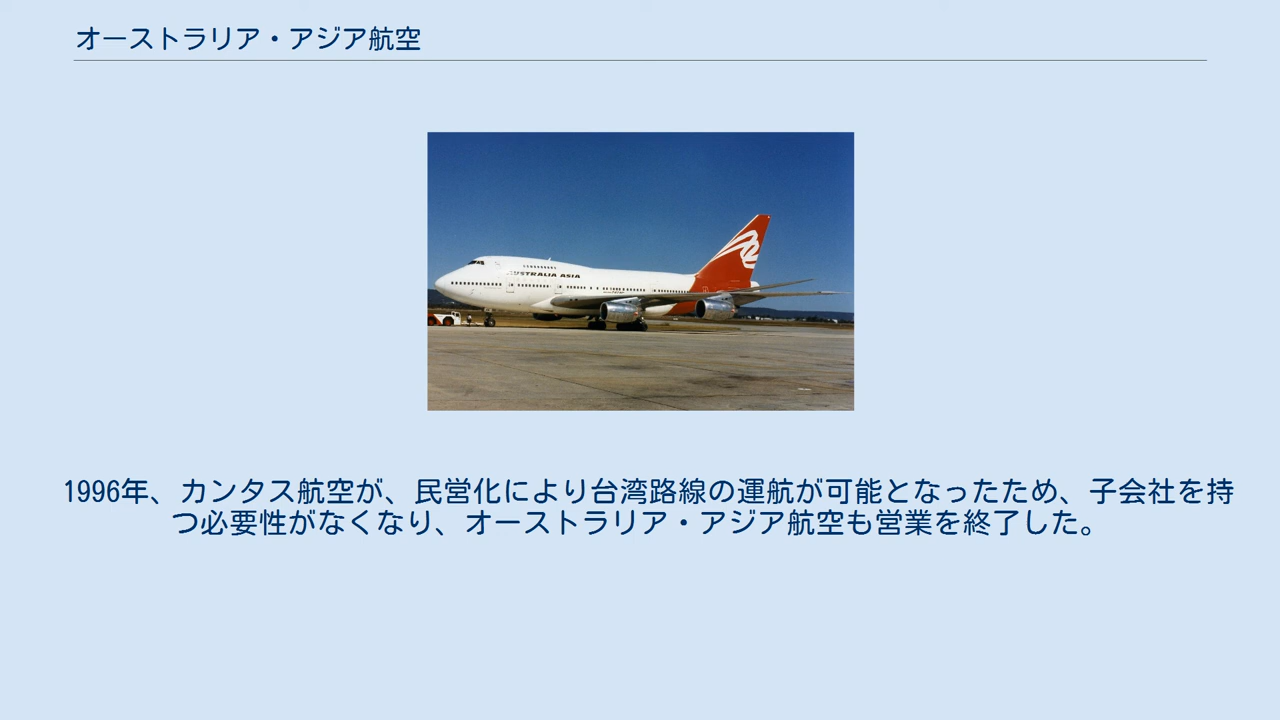 オーストラリア・アジア航空
AUSTRALIA ASIA
1996年、カンタス航空が、民営化により台湾路線の運航が可能となったため、子会社を持
つ必要性がなくなり、オーストラリア・アジア航空も営業を終了した。